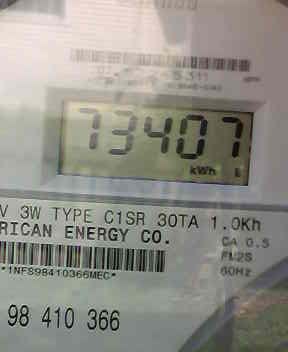 73407
kWh
V 3W TYPE C1SR 30TA 1.0Kh
RICAN ENERGY CO.
CA 0.5
FM2S
60Hz
*1NFS98410366MEC*
98 410 366